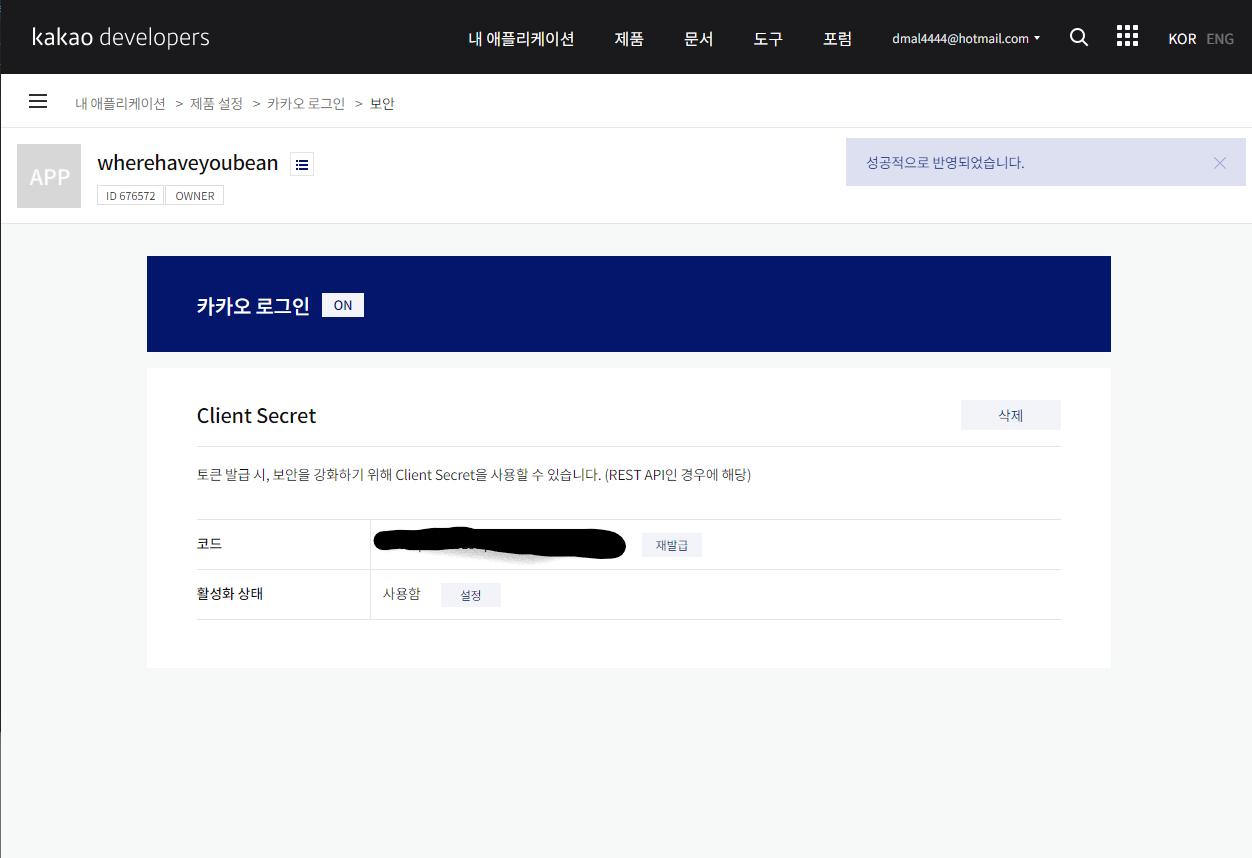 kakao developers
내 애플리케이션 제품 문서 도구 포럼 dmal4444@hotmail.com KOR ENG
내 애플리케이션 > 제품 설정 > 카카오 로그인 > 보안
APP
wherehaveyoubean
ID 676572 OWNER
성공적으로 반영되었습니다.
카카오 로그인 ON
Client Secret 삭제
토큰 발급 시, 보안을 강화하기 위해 Client Secret을 사용할 수 있습니다. (REST API인 경우에 해당)
코드 재발급
활성화 상태 사용함 설정